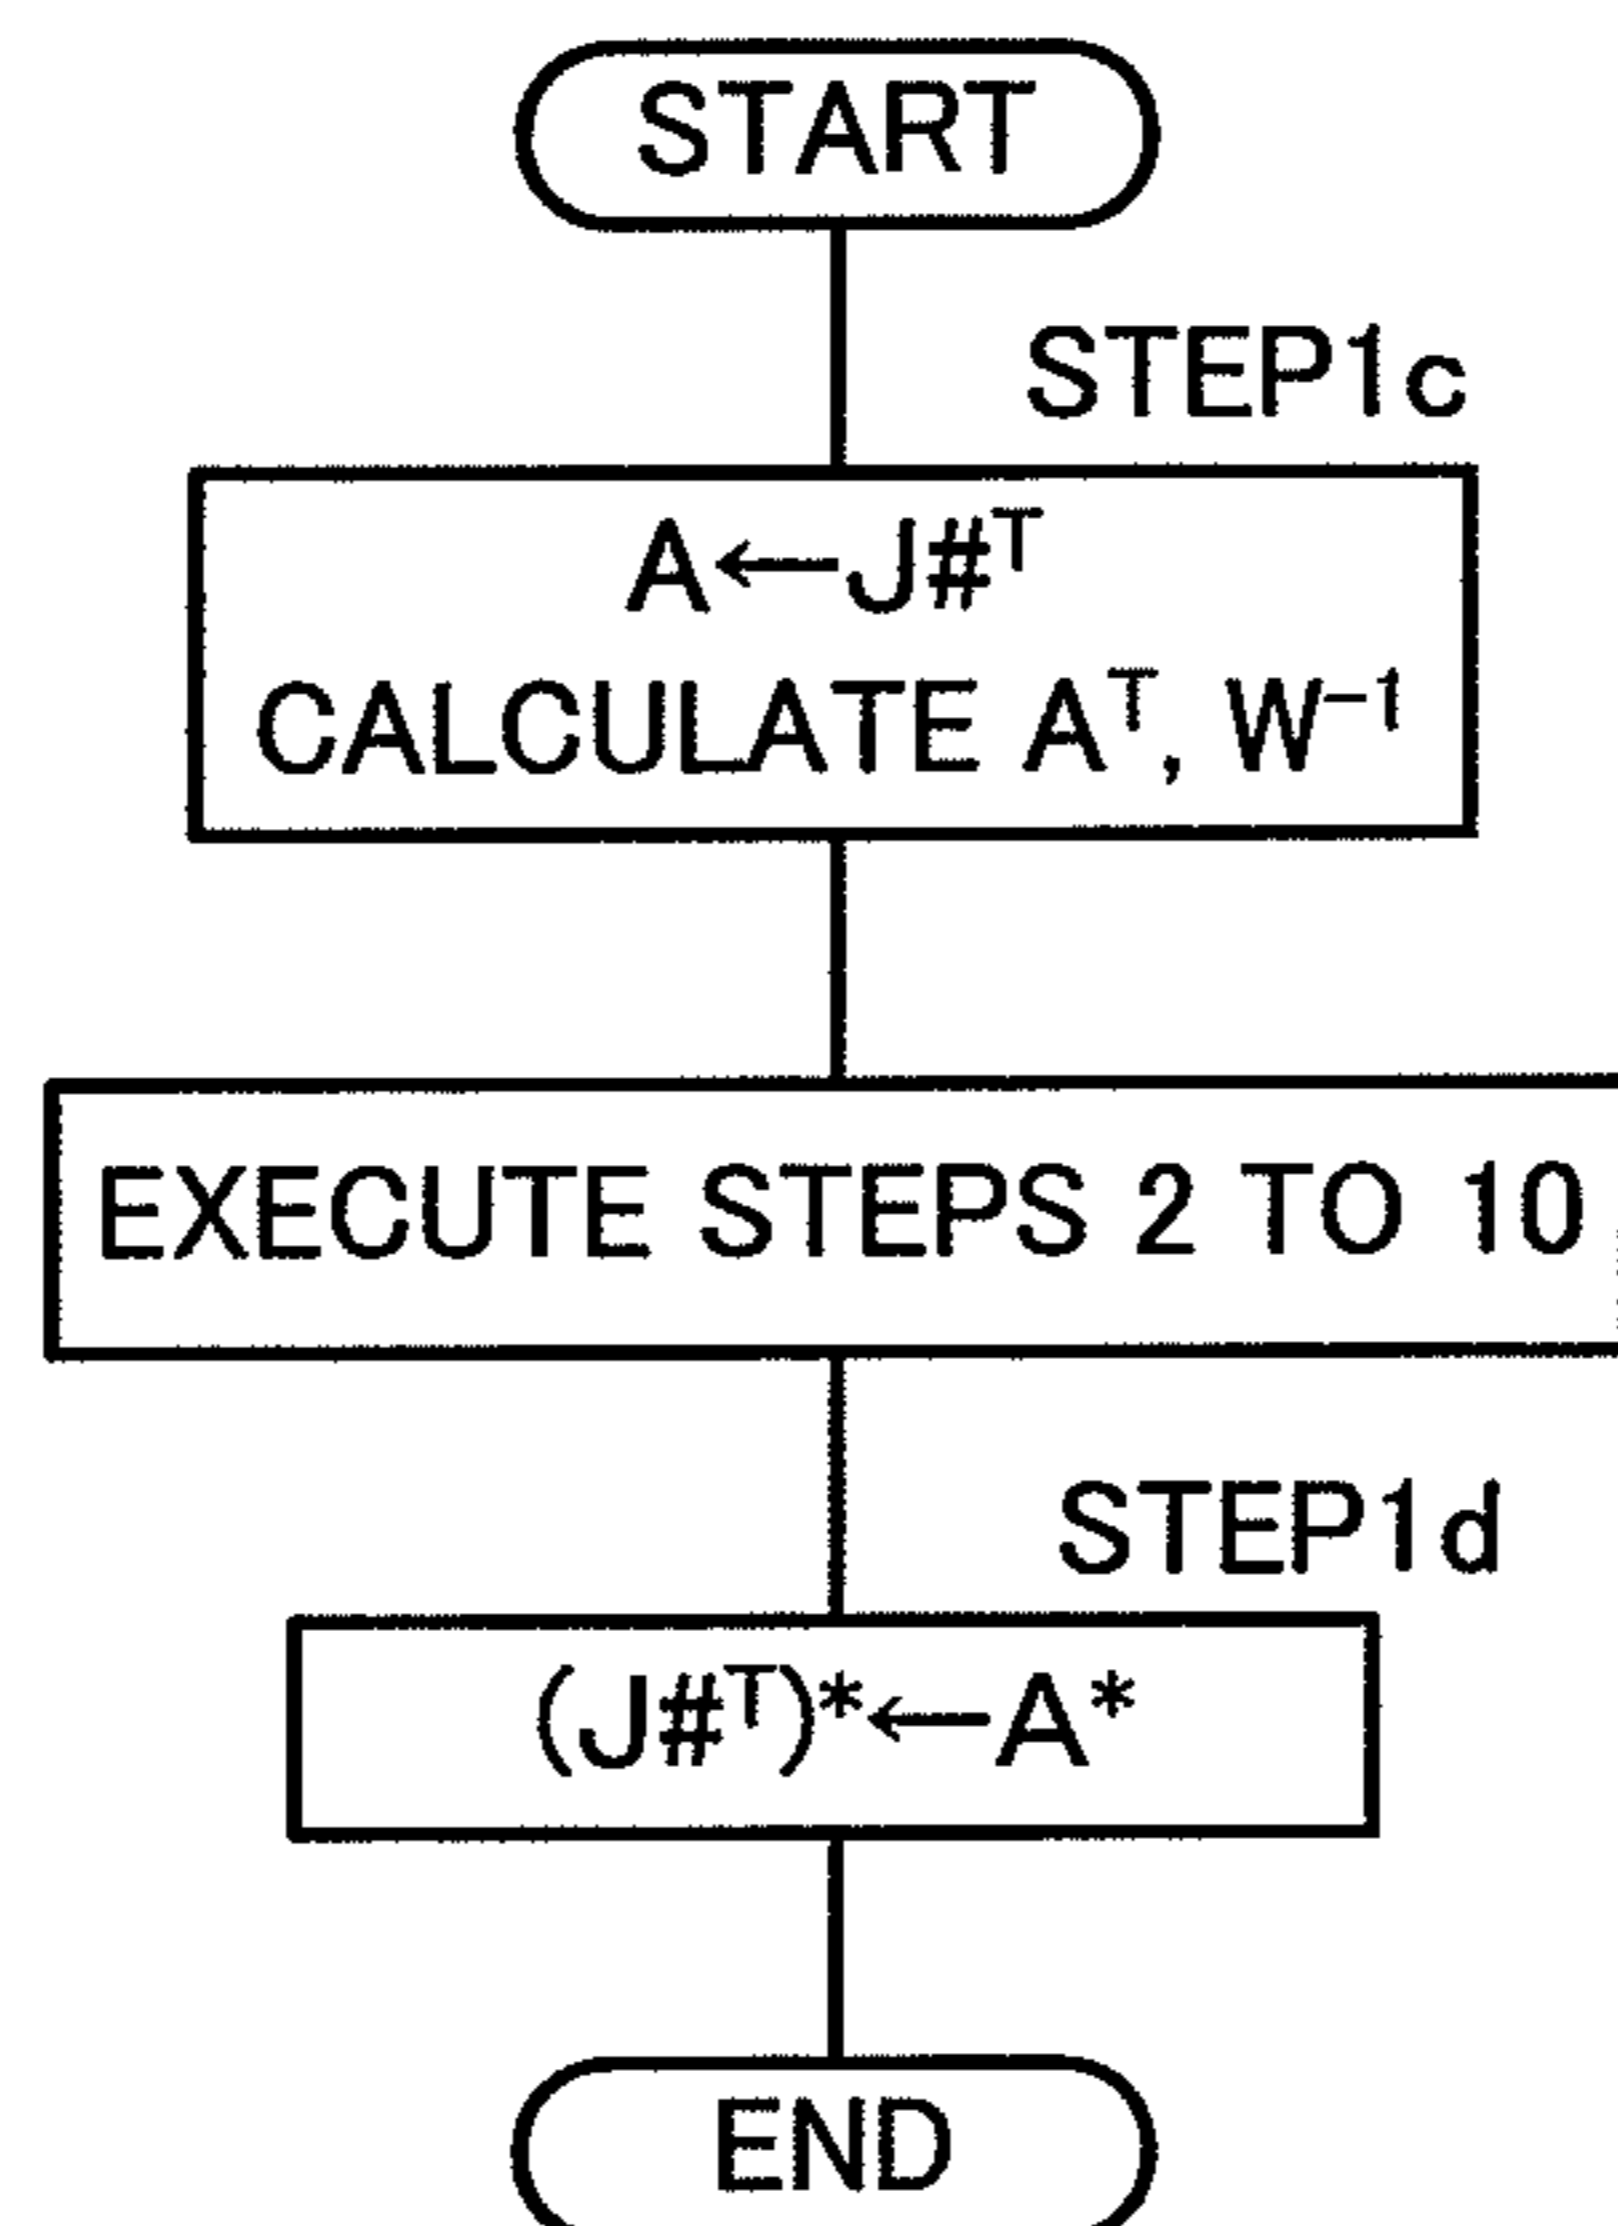 START
STEP1c
A←J#ᵀ
CALCULATE Aᵀ, W⁻¹
EXECUTE STEPS 2 TO 10
STEP1d
(J#ᵀ)*←A*
END